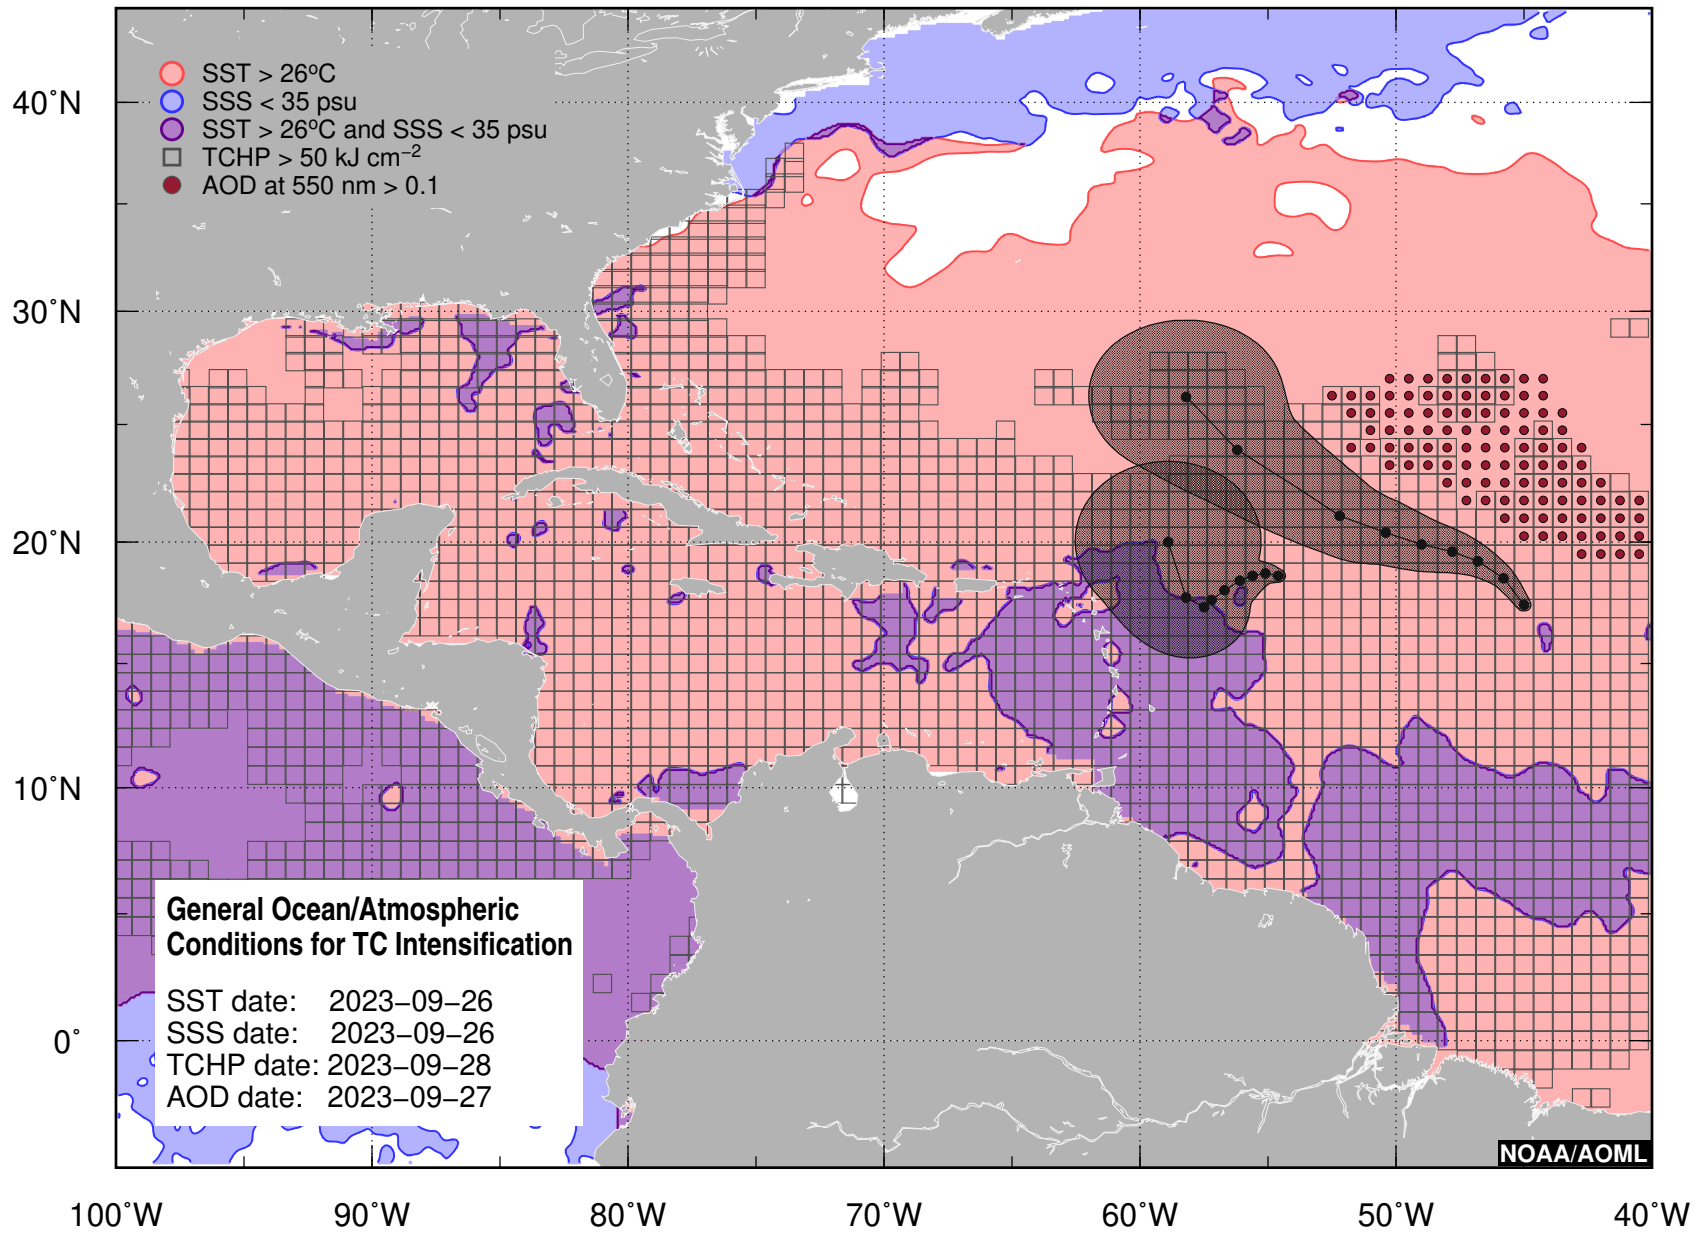 SST > 26°C
SSS < 35 psu
SST > 26°C and SSS < 35 psu
TCHP > 50 kJ cm⁻²
AOD at 550 nm > 0.1
40˚N
30˚N
20˚N
10˚N
0˚
General Ocean/Atmospheric
Conditions for TC Intensification
SST date: 2023−09−26
SSS date: 2023−09−26
TCHP date: 2023−09−28
AOD date: 2023−09−27
NOAA/AOML
100˚W 90˚W 80˚W 70˚W 60˚W 50˚W 40˚W